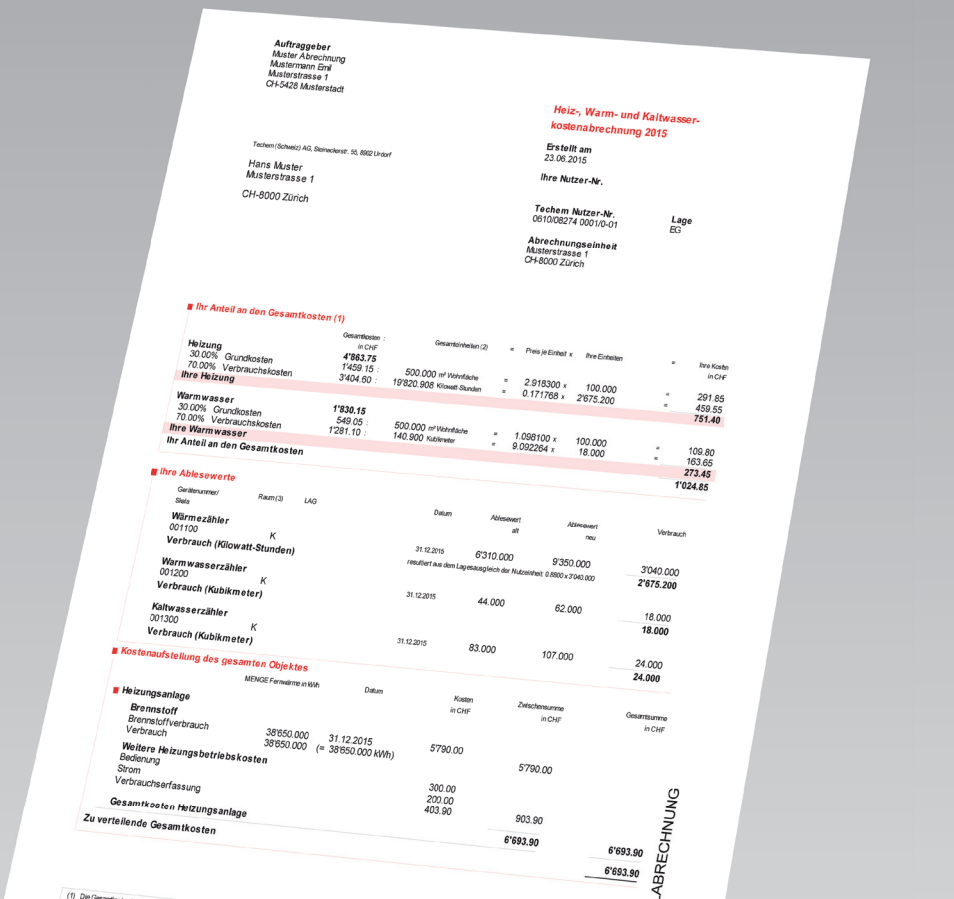 Auftraggeber
Muster Abrechnung
Mustermann Emil
Musterstrasse 1
CH-5428 Musterstadt
Heiz-, Warm- und Kaltwasser-
kostenabrechnung 2015
Erstellt am
23.06.2015
Ihre Nutzer-Nr.
Techem (Schweiz) AG, Steinackerstr. 55, 8902 Urdorf
Hans Muster
Musterstrasse 1
CH-8000 Zürich
Techem Nutzer-Nr. Lage
0610/08274 0001/0-01 EG
Abrechnungseinheit
Musterstrasse 1
CH-8000 Zürich
Ihr Anteil an den Gesamtkosten (1)
Gesamtkosten : Gesamteinheiten (2) = Preis je Einheit x Ihre Einheiten = Ihre Kosten
in CHF in CHF
Heizung 4'863.75
30.00% Grundkosten 1'459.15 : 500.000 m² Wohnfläche = 2.918300 x 100.000 = 291.85
70.00% Verbrauchskosten 3'404.60 : 19'820.908 Kilowatt-Stunden = 0.171768 x 2'675.200 = 459.55
Ihre Heizung 751.40
Warmwasser 1'830.15
30.00% Grundkosten 549.05 : 500.000 m² Wohnfläche = 1.098100 x 100.000 = 109.80
70.00% Verbrauchskosten 1'281.10 : 140.900 Kubikmeter = 9.092264 x 18.000 = 163.65
Ihre Warmwasser 273.45
Ihr Anteil an den Gesamtkosten 1'024.85
Ihre Ablesewerte
Gerätenummer/ Raum (3) LAG Datum Ablesewert Ablesewert Verbrauch
Skala alt neu
Wärmezähler
001100 K 31.12.2015 6'310.000 9'350.000 3'040.000
Verbrauch (Kilowatt-Stunden) resultiert aus dem Lagesausgleich der Nutzeinheit: 0.8800 x 3'040.000 2'675.200
Warmwasserzähler
001200 K 31.12.2015 44.000 62.000 18.000
Verbrauch (Kubikmeter) 18.000
Kaltwasserzähler
001300 K 31.12.2015 83.000 107.000 24.000
Verbrauch (Kubikmeter) 24.000
Kostenaufstellung des gesamten Objektes
MENGE Fernwärme in kWh Datum Kosten Zwischensumme Gesamtsumme
in CHF in CHF in CHF
Heizungsanlage
Brennstoff
Brennstoffverbrauch 38'650.000 31.12.2015 5'790.00
Verbrauch 38'650.000 (= 38'650.000 kWh) 5'790.00
Weitere Heizungsbetriebskosten
Bedienung 300.00
Strom 200.00
Verbrauchserfassung 403.90 903.90
Gesamtkosten Heizungsanlage 6'693.90 6'693.90
Zu verteilende Gesamtkosten 6'693.90
ABRECHNUNG
(1) Die